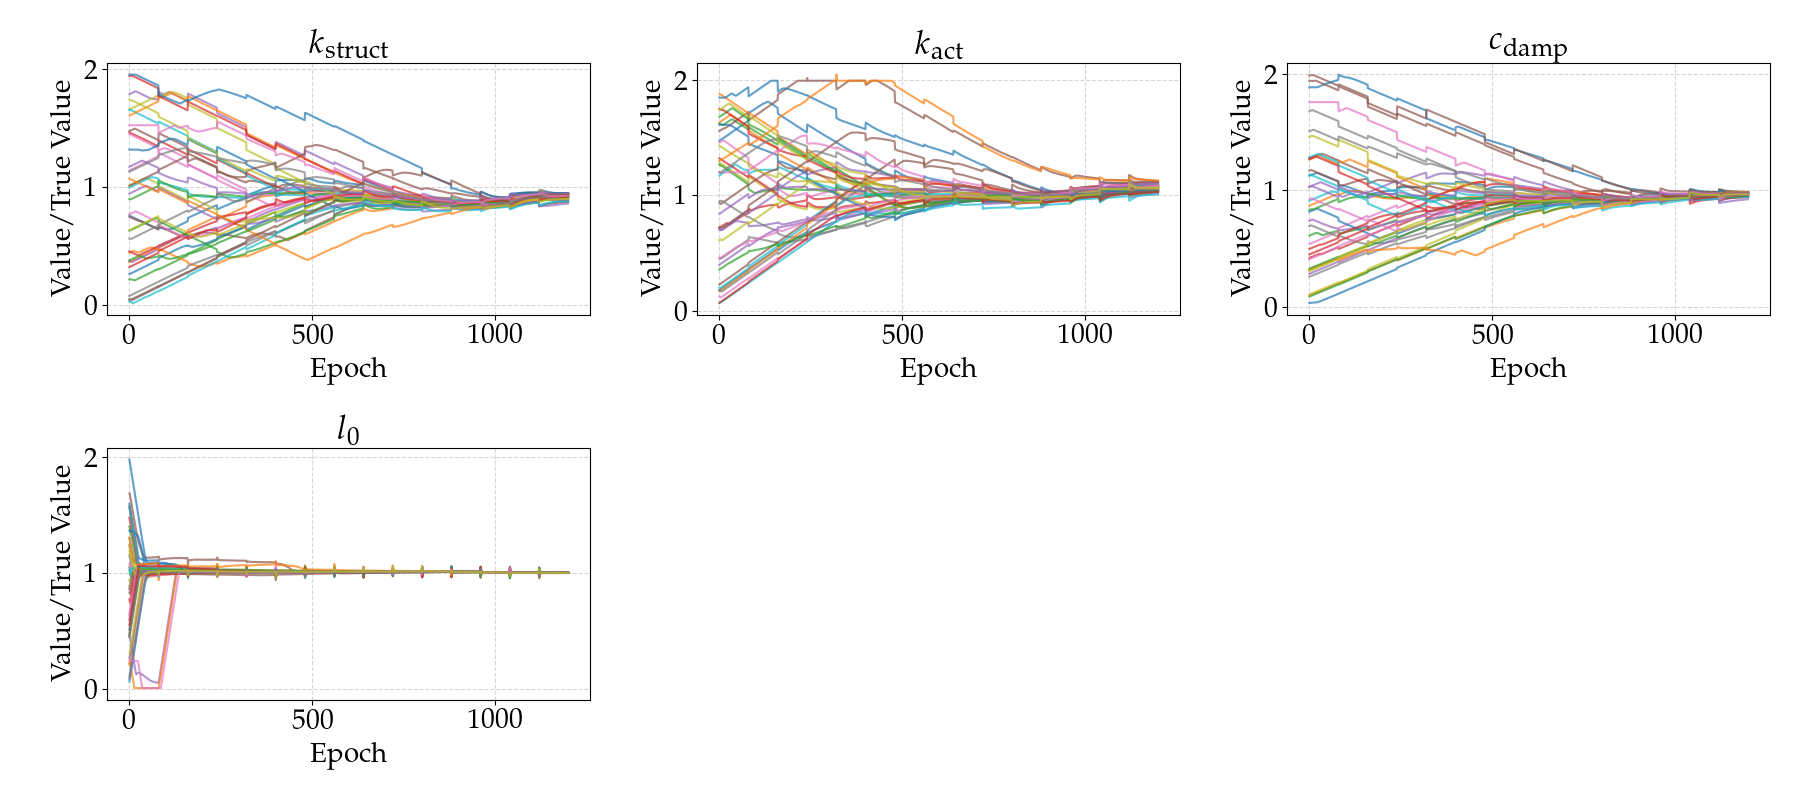 k_struct
Value/True Value
2
1
0
0 500 1000
Epoch
k_act
Value/True Value
2
1
0
0 500 1000
Epoch
c_damp
Value/True Value
2
1
0
0 500 1000
Epoch
l_0
Value/True Value
2
1
0
0 500 1000
Epoch